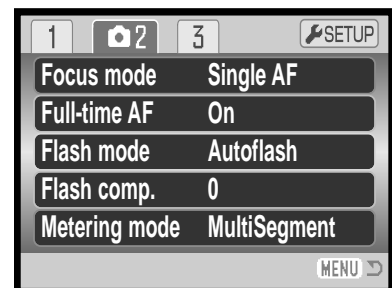 1 2 3 SETUP
Focus mode Single AF
Full-time AF On
Flash mode Autoflash
Flash comp. 0
Metering mode MultiSegment
MENU